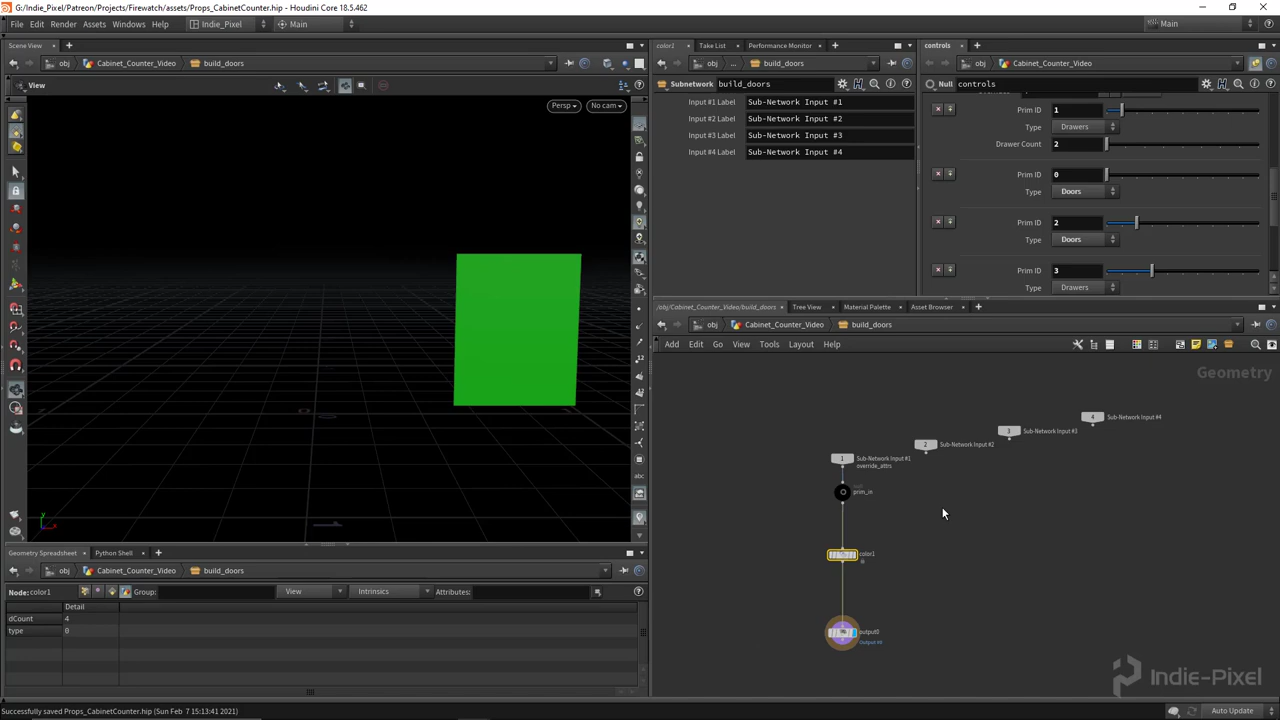 G:/Indie_Pixel/Patreon/Projects/Firewatch/assets/Props_CabinetCounter.hip - Houdini Core 18.5.462
File Edit Render Assets Windows Help Indie_Pixel Main Main
Scene View
obj Cabinet_Counter_Video build_doors
View
Persp No cam
Geometry Spreadsheet Python Shell
obj Cabinet_Counter_Video build_doors
Node: color1 Group: View Intrinsics Attributes:
Detail
dCount 4
type 0
color1 Take List Performance Monitor
obj ... build_doors
Subnetwork build_doors
Input #1 Label Sub-Network Input #1
Input #2 Label Sub-Network Input #2
Input #3 Label Sub-Network Input #3
Input #4 Label Sub-Network Input #4
controls
obj Cabinet_Counter_Video
Null controls
Prim ID 1
Type Drawers
Drawer Count 2
Prim ID 0
Type Doors
Prim ID 2
Type Doors
Prim ID 3
Type Drawers
/obj/Cabinet_Counter_Video/build_doors Tree View Material Palette Asset Browser
obj Cabinet_Counter_Video build_doors
Add Edit Go View Tools Layout Help
Geometry
4 Sub-Network Input #4
3 Sub-Network Input #3
2 Sub-Network Input #2
1 Sub-Network Input #1
override_attrs
prim_in
color1
output0
Output #0
Indie-Pixel
Successfully saved Props_CabinetCounter.hip (Sun Feb 7 15:13:41 2021)
Auto Update